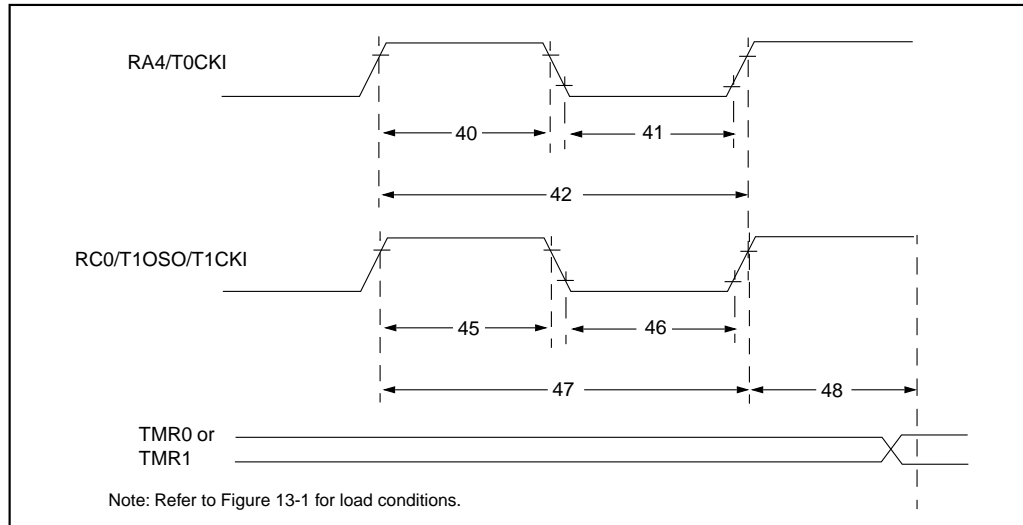 RA4/T0CKI
40
41
42
RC0/T1OSO/T1CKI
45
46
47
48
TMR0 or
TMR1
Note: Refer to Figure 13-1 for load conditions.